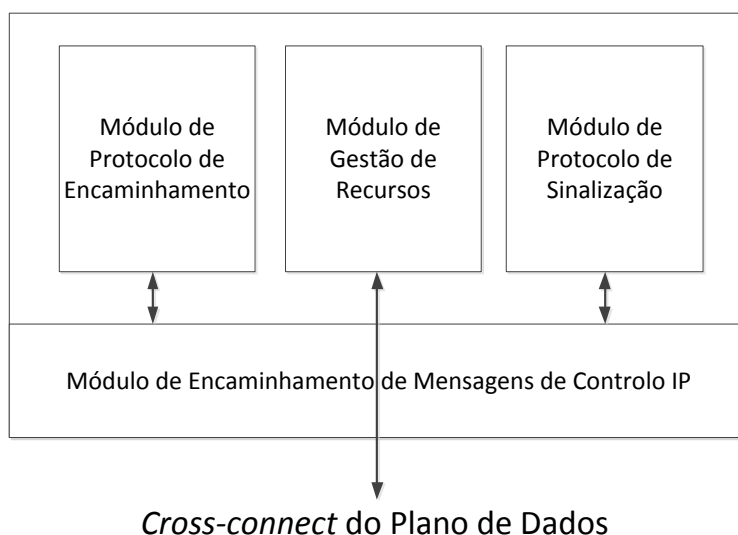 Módulo de
Protocolo de
Encaminhamento
Módulo de
Gestão de
Recursos
Módulo de
Protocolo de
Sinalização
Módulo de Encaminhamento de Mensagens de Controlo IP
Cross-connect do Plano de Dados